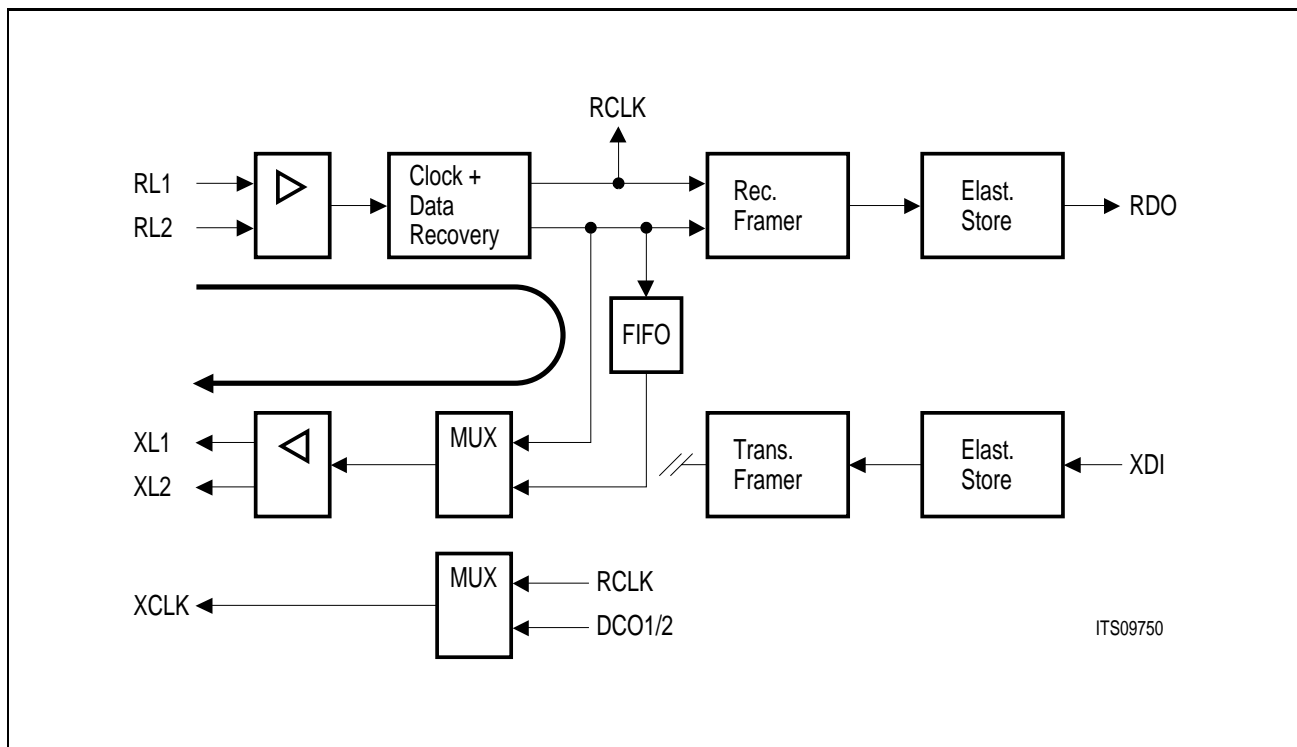 RCLK
RL1
RL2
Clock +
Data
Recovery
Rec.
Framer
Elast.
Store
RDO
FIFO
XL1
XL2
MUX
Trans.
Framer
Elast.
Store
XDI
XCLK
MUX
RCLK
DCO1/2
ITS09750